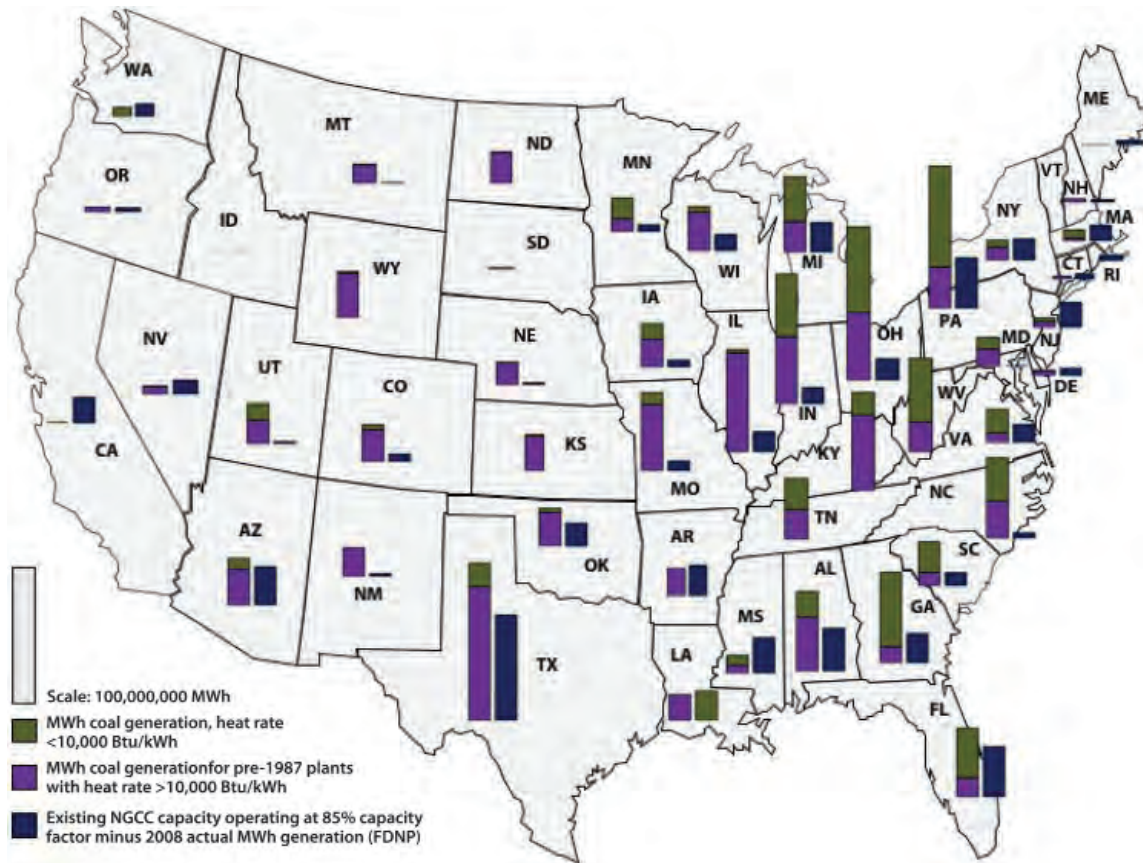 WA
ME
MT
ND
MN
VT
OR
NH
NY
MA
ID
SD
WI
MI
CT
RI
WY
IA
PA
NE
IL
OH
MD
NJ
NV
UT
DE
CO
IN
WV
CA
KS
VA
MO
KY
NC
AZ
TN
OK
AR
SC
NM
AL
GA
MS
TX
LA
FL
Scale: 100,000,000 MWh
MWh coal generation, heat rate
<10,000 Btu/kWh
MWh coal generationfor pre-1987 plants
with heat rate >10,000 Btu/kWh
Existing NGCC capacity operating at 85% capacity
factor minus 2008 actual MWh generation (FDNP)